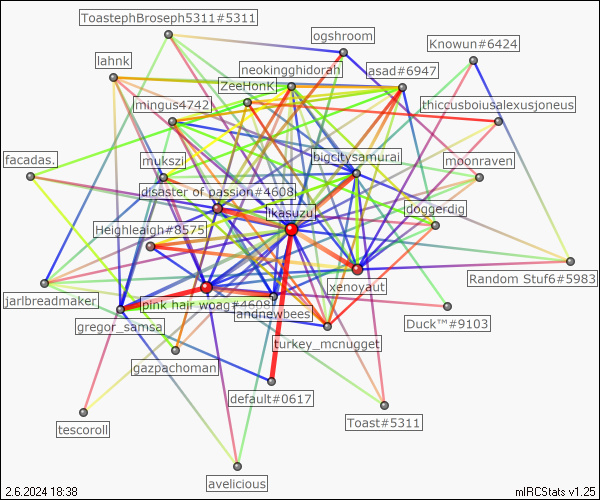 ToastephBroseph5311#5311
ogshroom
Knowun#6424
lahnk
neokingghidorah
asad#6947
ZeeHonK
mingus4742
thiccusboiusalexusjoneus
facadas.
mukszi
bigcitysamurai
moonraven
disaster of passion#4608
ikasuzu
doggerdig
Heighleaigh#8575
xenoyaut
Random Stuf6#5983
jarlbreadmaker
pink hair woag#4608
andnewbees
gregor_samsa
Duck™#9103
turkey_mcnugget
gazpachoman
default#0617
tescoroll
Toast#5311
avelicious
2.6.2024 18:38
mIRCStats v1.25